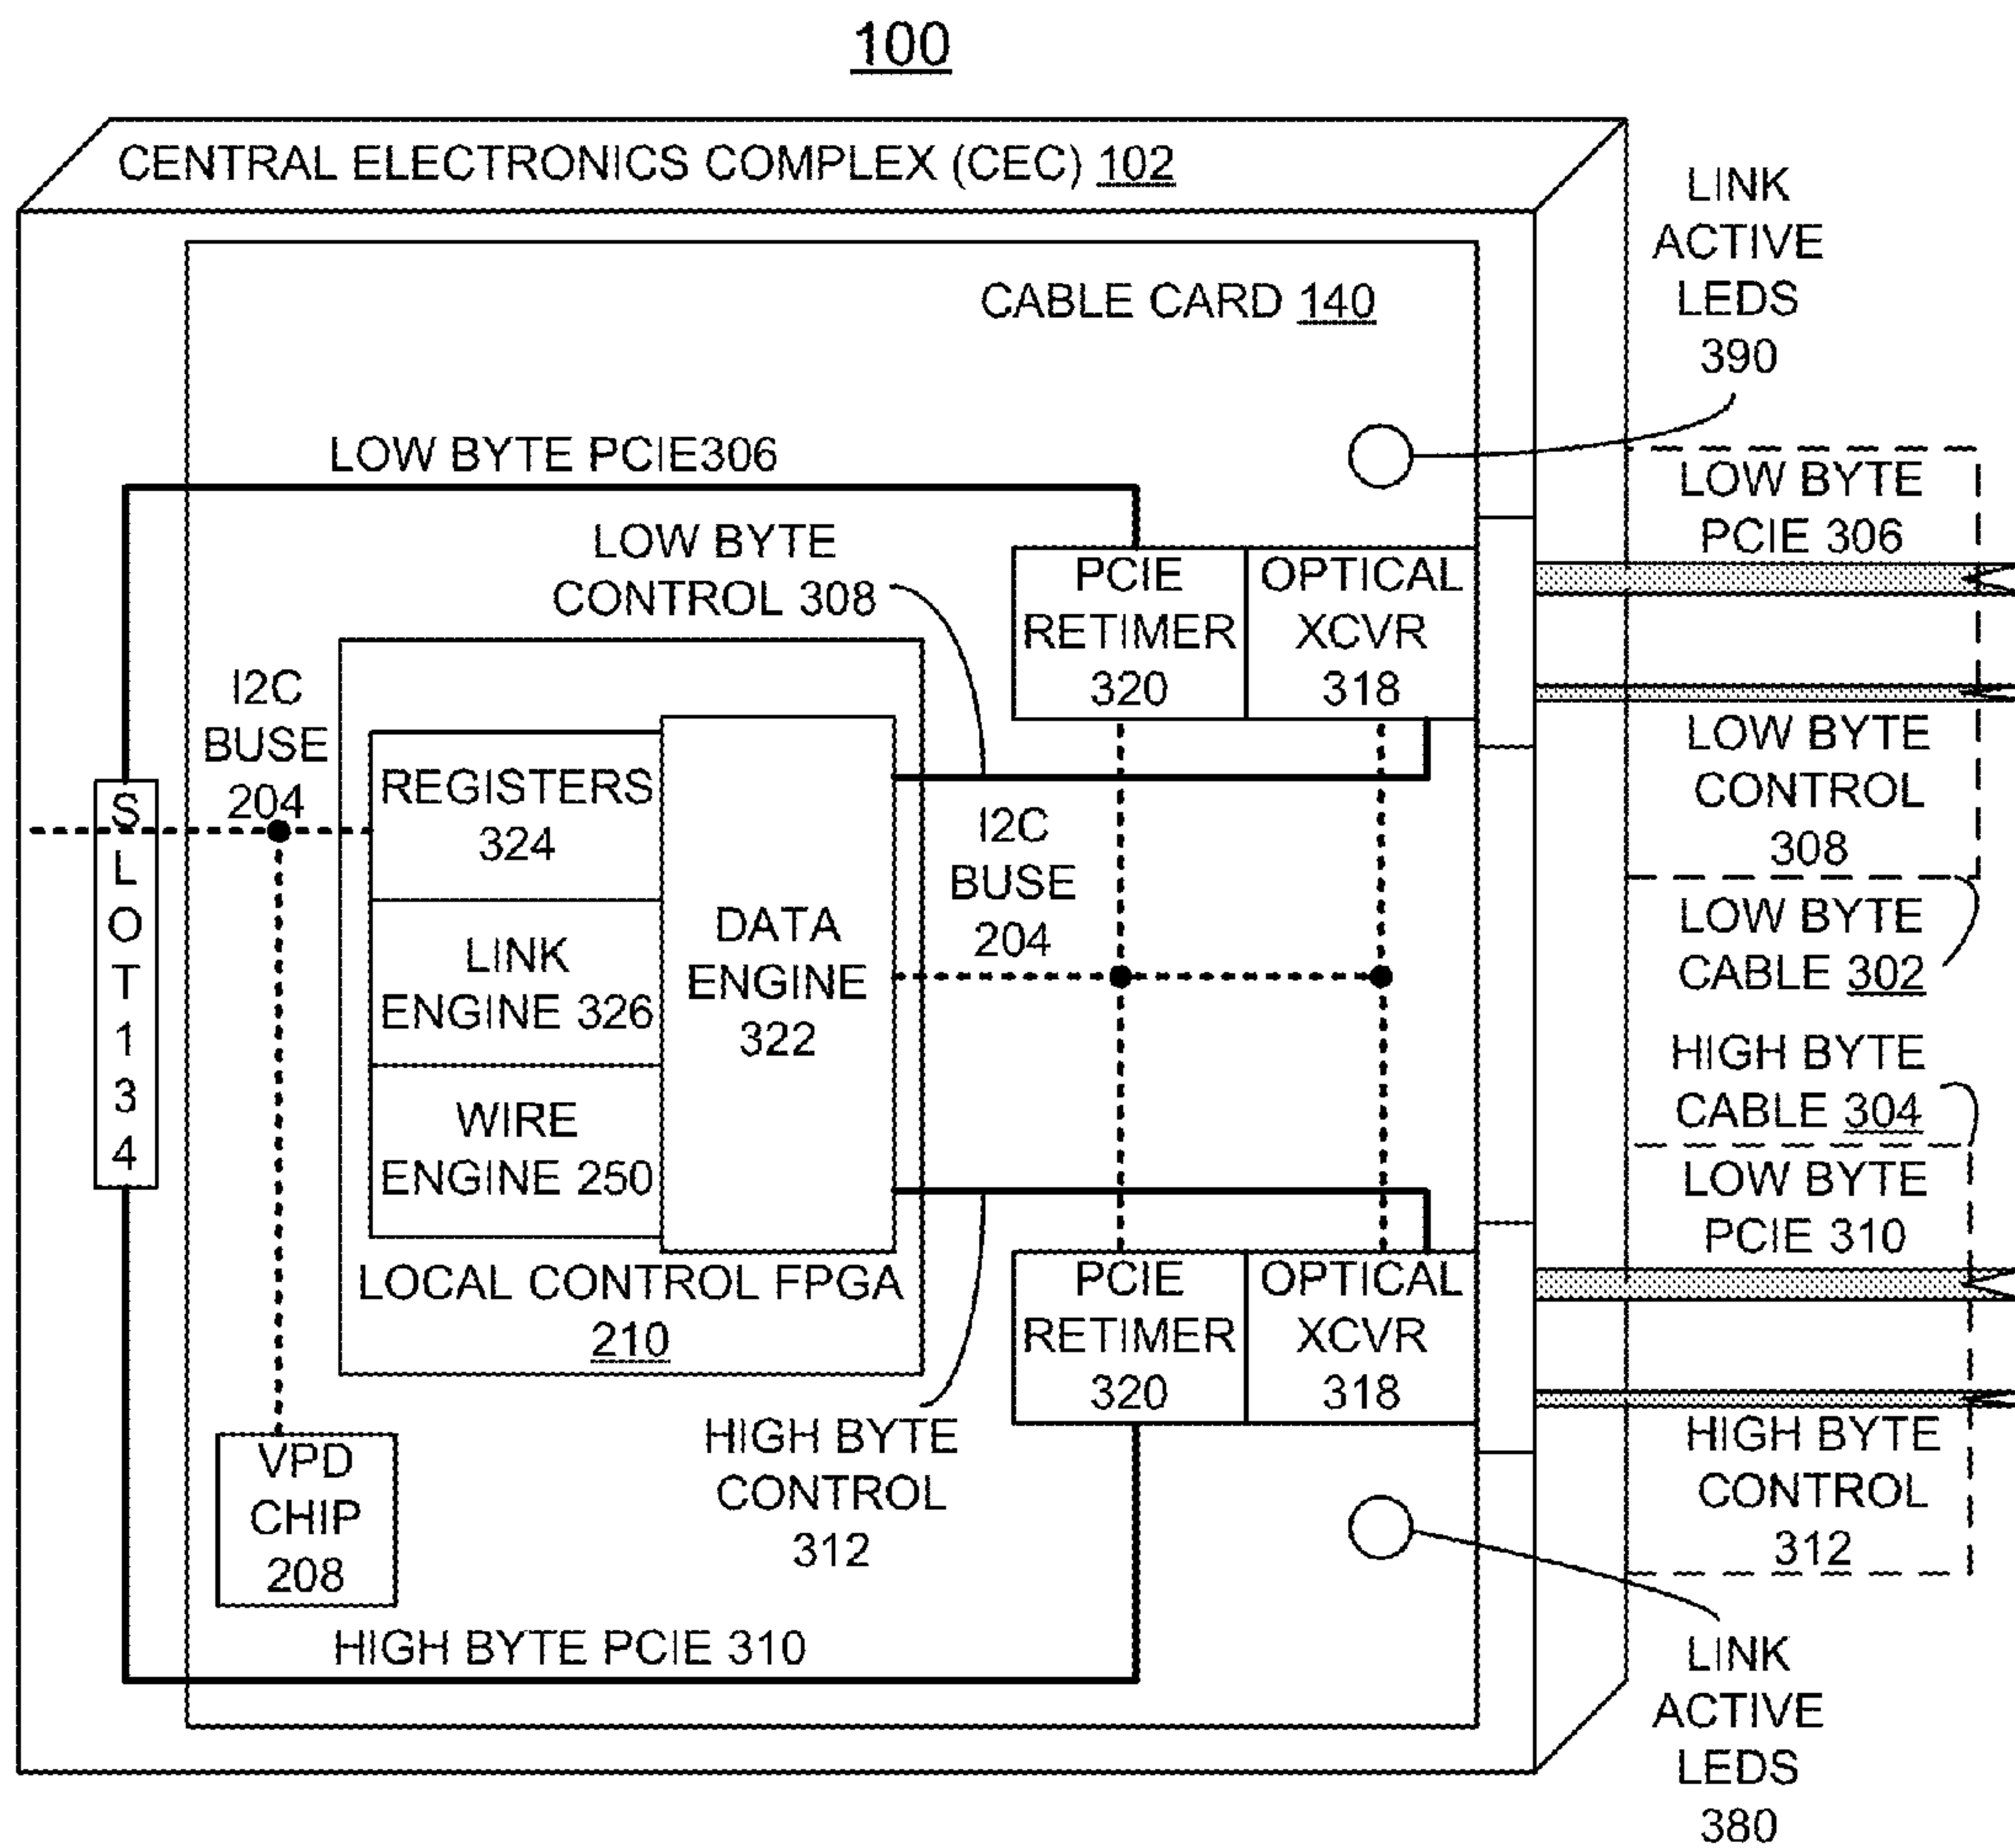 100
CENTRAL ELECTRONICS COMPLEX (CEC) 102
CABLE CARD 140
LINK
ACTIVE
LEDS
390
LOW BYTE PCIE306
LOW BYTE
CONTROL 308
PCIE
RETIMER
320
OPTICAL
XCVR
318
LOW BYTE
PCIE 306
LOW BYTE
CONTROL
308
LOW BYTE
CABLE 302
I2C
BUSE
204
SLOT134
REGISTERS
324
LINK
ENGINE 326
WIRE
ENGINE 250
DATA
ENGINE
322
LOCAL CONTROL FPGA
210
I2C
BUSE
204
HIGH BYTE
CABLE 304
LOW BYTE
PCIE 310
HIGH BYTE
CONTROL
312
PCIE
RETIMER
320
OPTICAL
XCVR
318
HIGH BYTE
CONTROL
312
VPD
CHIP
208
HIGH BYTE PCIE 310
LINK
ACTIVE
LEDS
380